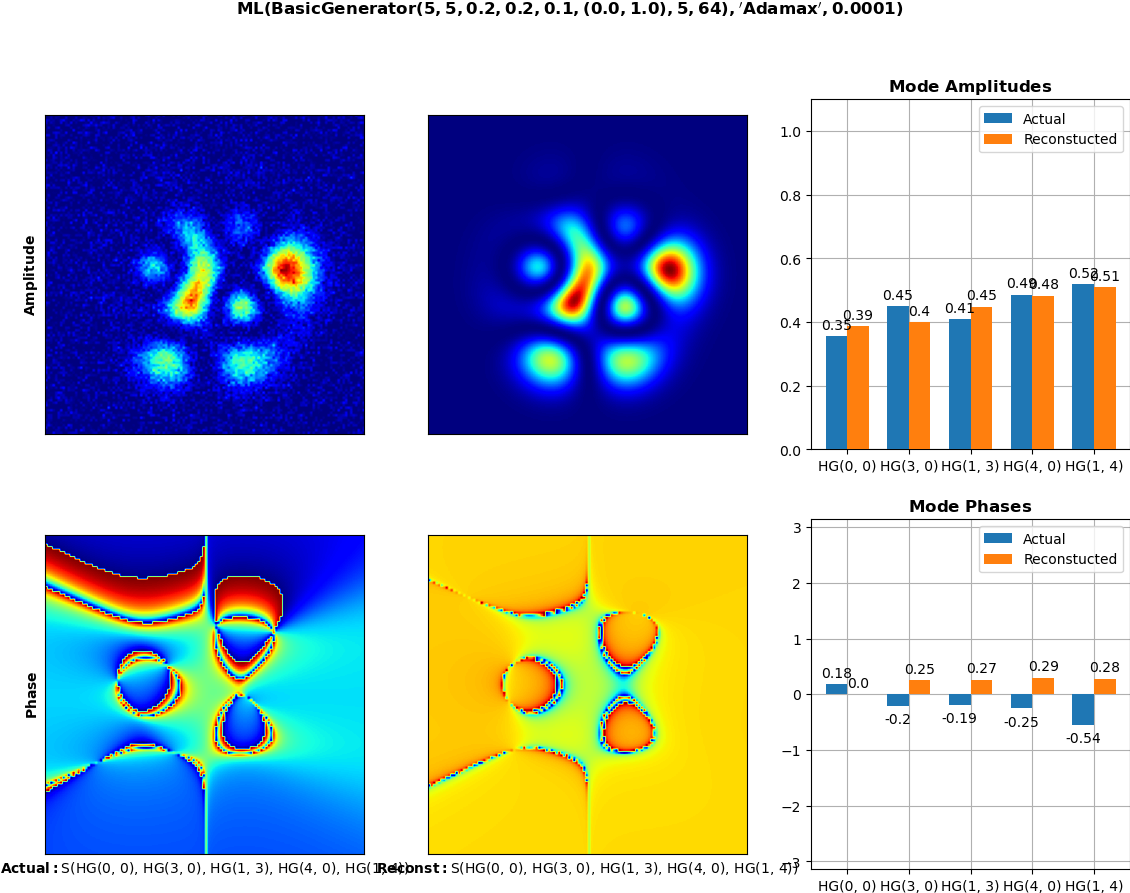 ML(BasicGenerator(5, 5, 0.2, 0.2, 0.1, (0.0, 1.0), 5, 64), 'Adamax', 0.0001)
Amplitude
Mode Amplitudes
Actual
Reconstucted
1.0
0.8
0.6
0.4
0.2
0.0
0.35
0.39
0.45
0.4
0.41
0.45
0.49
0.48
0.52
0.51
HG(0, 0) HG(3, 0) HG(1, 3) HG(4, 0) HG(1, 4)
Phase
Mode Phases
Actual
Reconstucted
3
2
1
0
−1
−2
−3
0.18
0.0
-0.2
0.25
-0.19
0.27
-0.25
0.29
-0.54
0.28
HG(0, 0) HG(3, 0) HG(1, 3) HG(4, 0) HG(1, 4)
Actual: S(HG(0, 0), HG(3, 0), HG(1, 3), HG(4, 0), HG(1, 4))
Reconst: S(HG(0, 0), HG(3, 0), HG(1, 3), HG(4, 0), HG(1, 4))